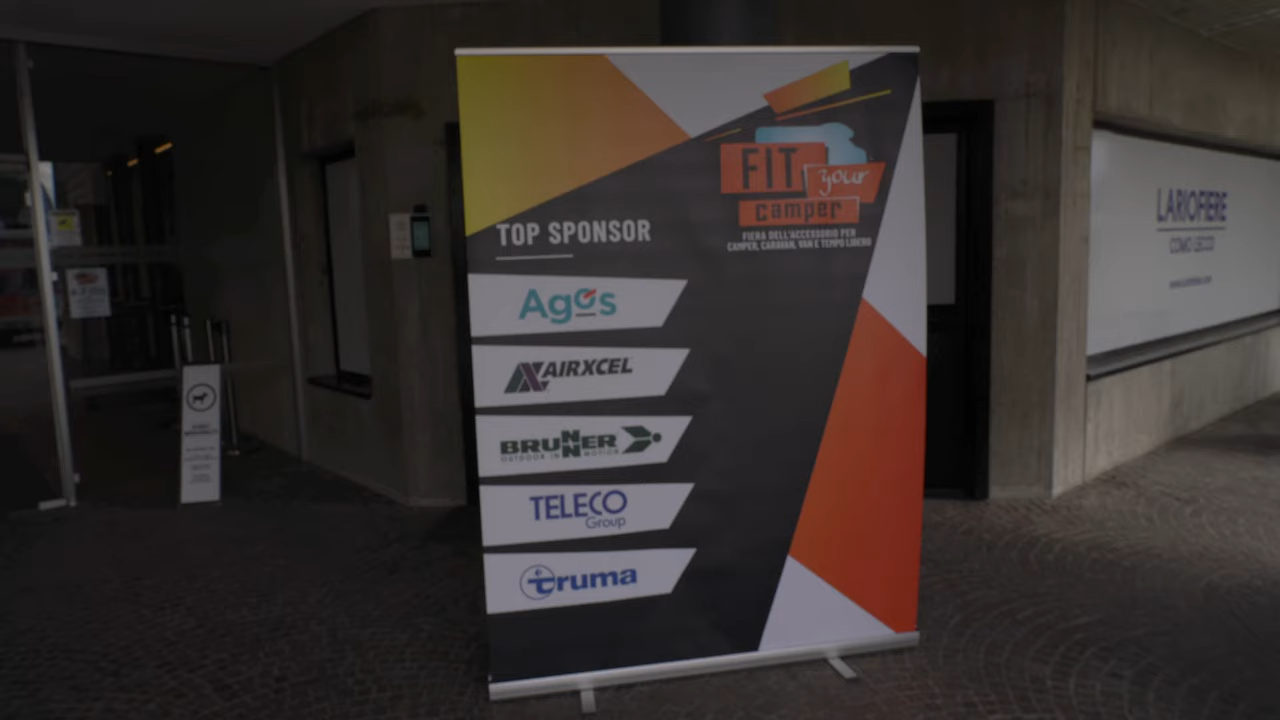 FIT your
camper
FIERA DELL'ACCESSORIO PER
CAMPER, CARAVAN, VAN E TEMPO LIBERO
TOP SPONSOR
Agos
AIRXCEL
BRUNNER
OUTDOOR IN MOTION
TELECO
Group
truma
LARIOFIERE
COMO LECCO